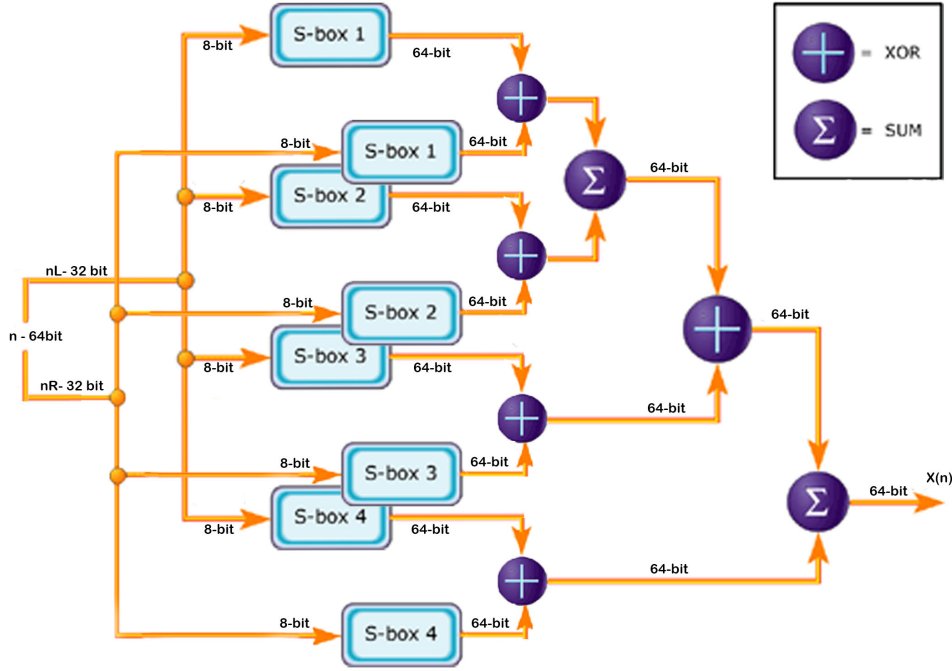 S-box 1
8-bit
64-bit
= XOR
= SUM
8-bit
S-box 1
64-bit
Σ
64-bit
Σ
S-box 2
8-bit
64-bit
nL- 32 bit
8-bit
S-box 2
64-bit
n - 64bit
64-bit
S-box 3
8-bit
64-bit
nR- 32 bit
64-bit
8-bit
S-box 3
64-bit
X(n)
64-bit
Σ
S-box 4
8-bit
64-bit
64-bit
8-bit
S-box 4
64-bit